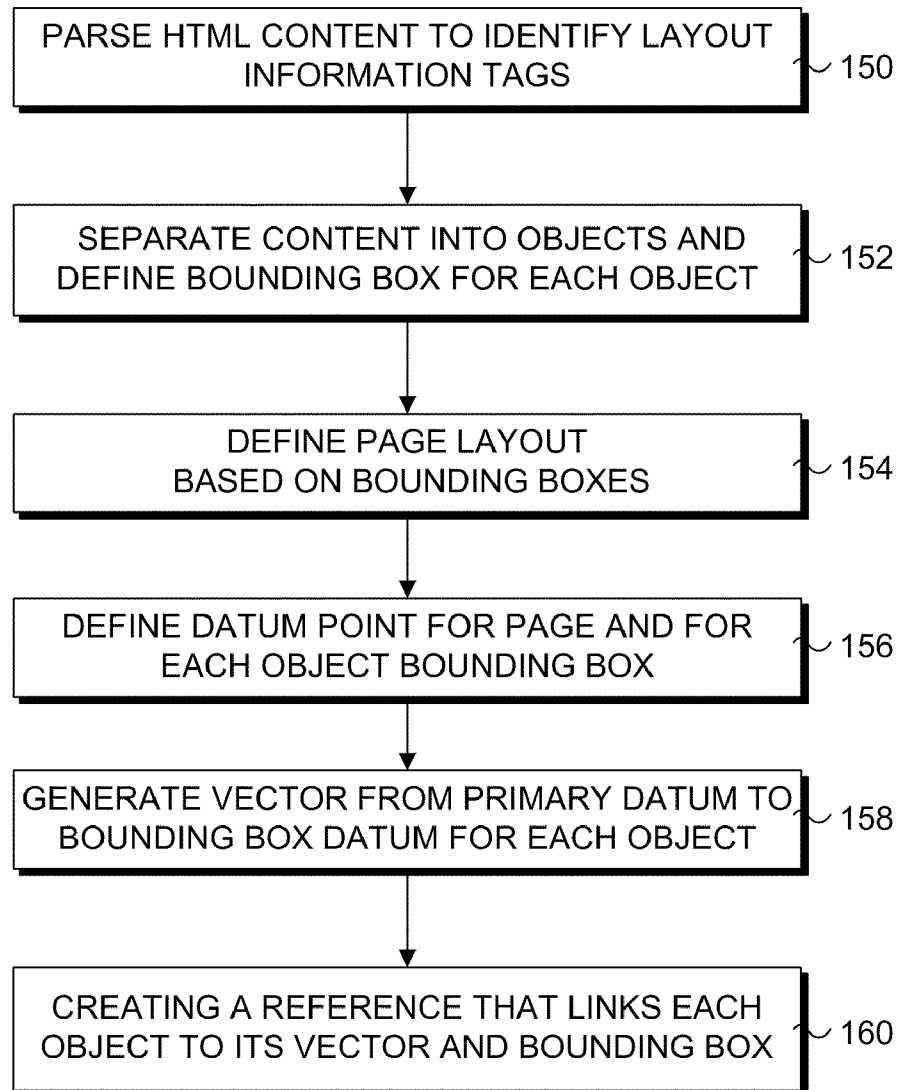 PARSE HTML CONTENT TO IDENTIFY LAYOUT
INFORMATION TAGS
150
SEPARATE CONTENT INTO OBJECTS AND
DEFINE BOUNDING BOX FOR EACH OBJECT
152
DEFINE PAGE LAYOUT
BASED ON BOUNDING BOXES
154
DEFINE DATUM POINT FOR PAGE AND FOR
EACH OBJECT BOUNDING BOX
156
GENERATE VECTOR FROM PRIMARY DATUM TO
BOUNDING BOX DATUM FOR EACH OBJECT
158
CREATING A REFERENCE THAT LINKS EACH
OBJECT TO ITS VECTOR AND BOUNDING BOX
160